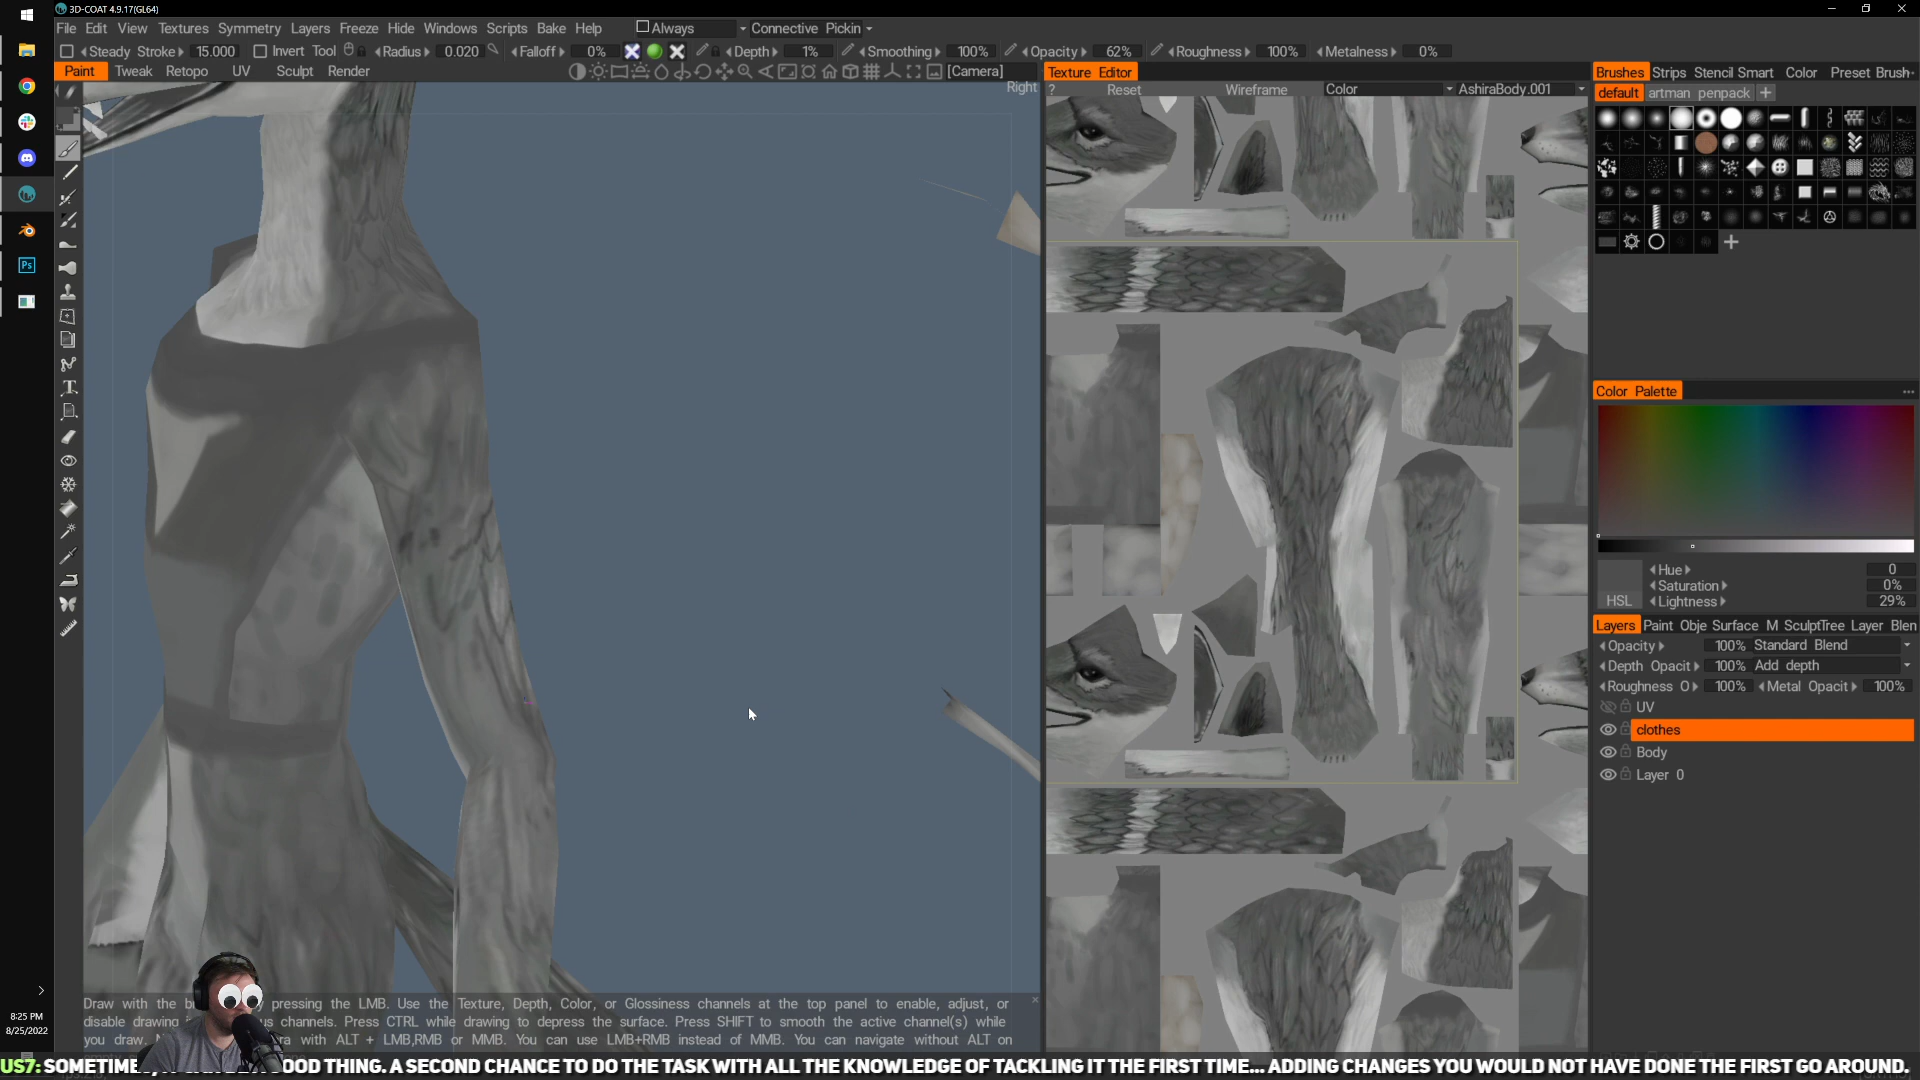 3D-COAT 4.9.17(GL64)
File Edit View Textures Symmetry Layers Freeze Hide Windows Scripts Bake Help Always Connective Pickin
Steady Stroke 15.000 Invert Tool Radius 0.020 Falloff 0% Depth 1% Smoothing 100% Opacity 62% Roughness 100% Metalness 0%
Paint Tweak Retopo UV Sculpt Render [Camera]
Right
Texture Editor
? Reset Wireframe Color AshiraBody.001
Brushes Strips Stencil Smart Color Preset Brush
default artman penpack +
Color Palette
Hue 0
Saturation 0%
HSL Lightness 29%
Layers Paint Obje Surface M SculptTree Layer Blen
Opacity 100% Standard Blend
Depth Opacit 100% Add depth
Roughness O 100% Metal Opacit 100%
UV
clothes
Body
Layer 0
Ps
8:25 PM
8/25/2022
Draw with the pressing the LMB. Use the Texture, Depth, Color, or Glossiness channels at the top panel to enable, adjust, or
disable drawing channels. Press CTRL while drawing to depress the surface. Press SHIFT to smooth the active channel(s) while
you draw. with ALT + LMB,RMB or MMB. You can use LMB+RMB instead of MMB. You can navigate without ALT on
US7: SOMETIME GOOD THING. A SECOND CHANCE TO DO THE TASK WITH ALL THE KNOWLEDGE OF TACKLING IT THE FIRST TIME... ADDING CHANGES YOU WOULD NOT HAVE DONE THE FIRST GO AROUND.